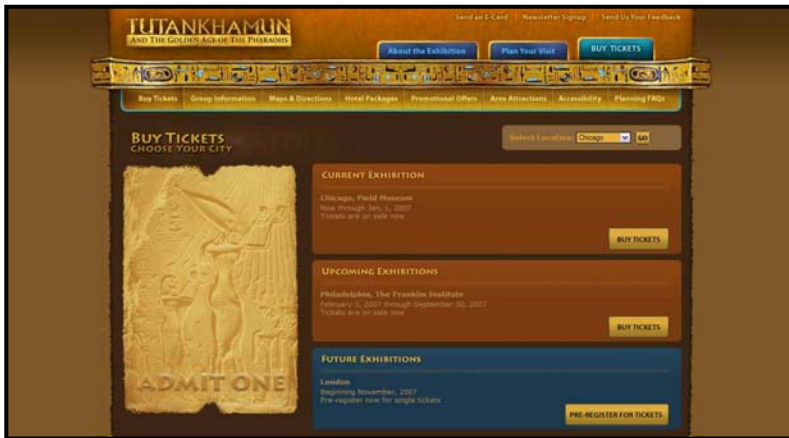 Send an E-Card | Newsletter Signup | Send Us Your Feedback
TUTANKHAMUN
AND THE GOLDEN AGE OF THE PHARAOHS
About the Exhibition
Plan Your Visit
BUY TICKETS
Buy Tickets
Group Information
Maps & Directions
Hotel Packages
Promotional Offers
Area Attractions
Accessibility
Planning FAQs
BUY TICKETS
CHOOSE YOUR CITY
Select Location: Chicago GO
CURRENT EXHIBITION
Chicago, Field Museum
Now through Jan. 1, 2007
Tickets are on sale now
BUY TICKETS
UPCOMING EXHIBITIONS
Philadelphia, The Franklin Institute
February 3, 2007 through September 30, 2007
Tickets are on sale now
BUY TICKETS
FUTURE EXHIBITIONS
London
Beginning November, 2007
Pre-register now for single tickets
PRE-REGISTER FOR TICKETS
ADMIT ONE